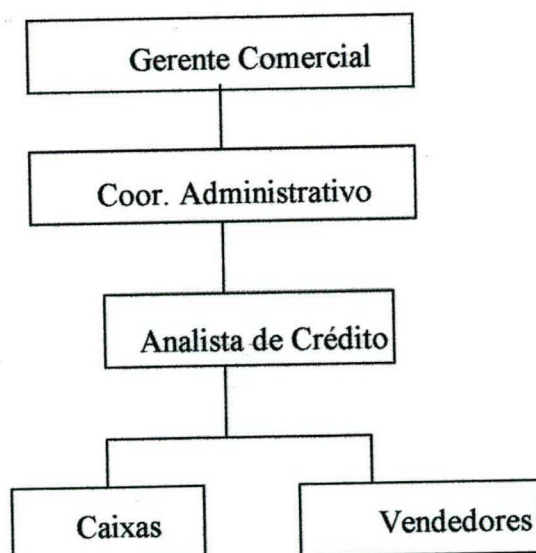 Gerente Comercial
Coor. Administrativo
Analista de Crédito
Caixas
Vendedores